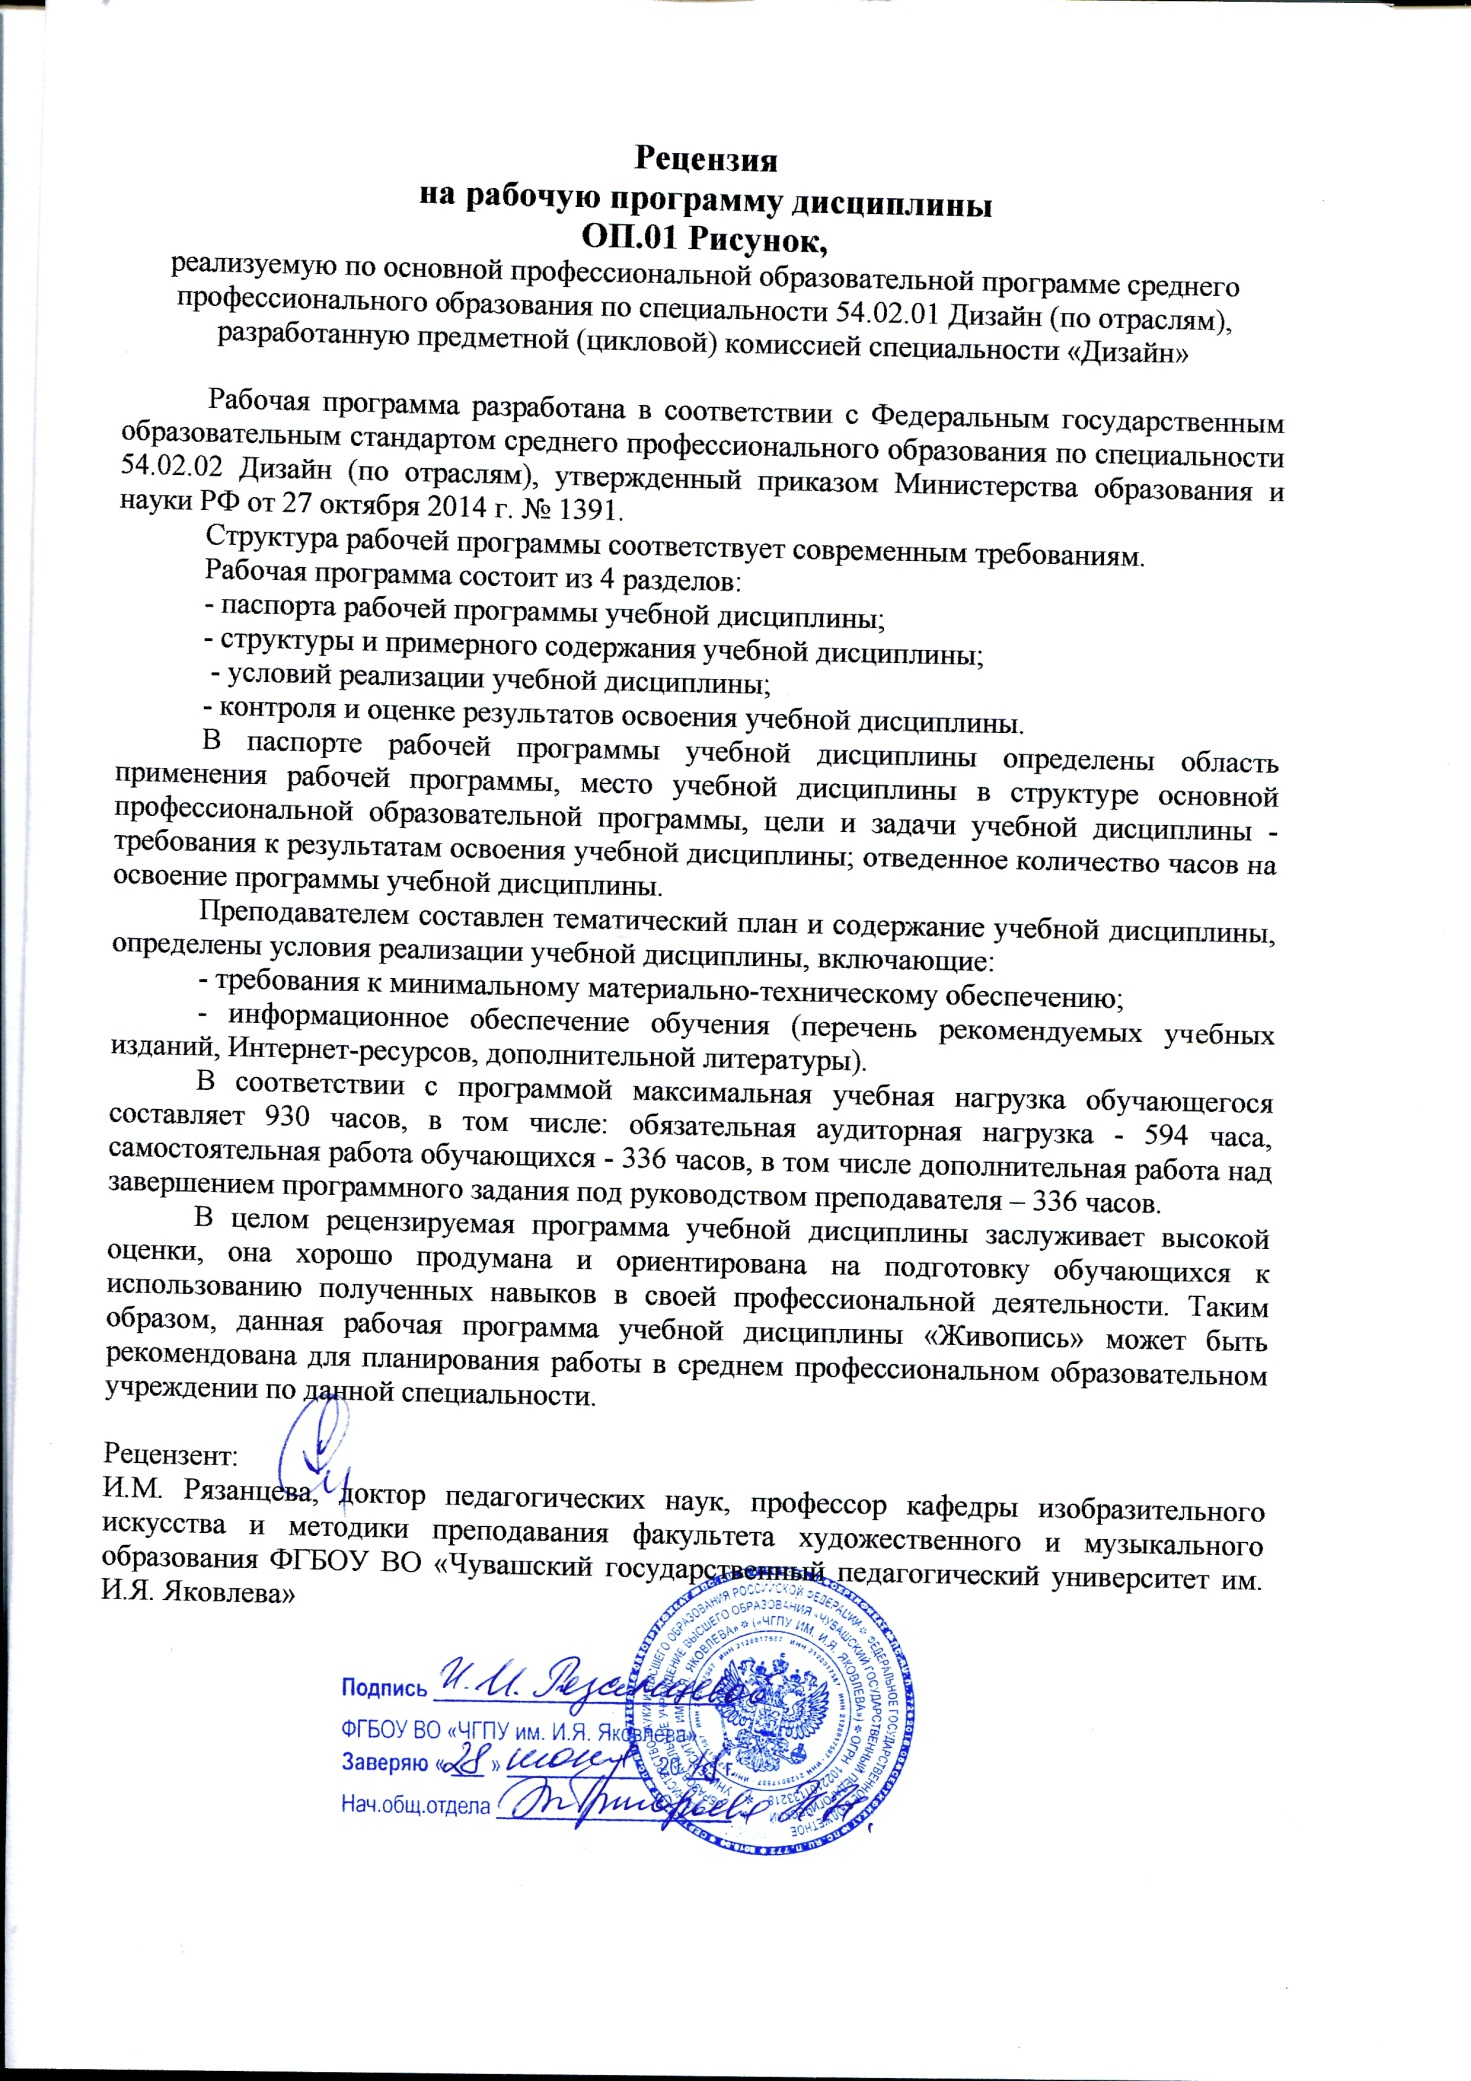 Рецензия
на рабочую программу дисциплины
ОП.01 Рисунок,
реализуемую по основной профессиональной образовательной программе среднего
профессионального образования по специальности 54.02.01 Дизайн (по отраслям),
разработанную предметной (цикловой) комиссией специальности «Дизайн»
Рабочая программа разработана в соответствии с Федеральным государственным
образовательным стандартом среднего профессионального образования по специальности
54.02.02 Дизайн (по отраслям), утвержденный приказом Министерства образования и
науки РФ от 27 октября 2014 г. № 1391.
Структура рабочей программы соответствует современным требованиям.
Рабочая программа состоит из 4 разделов:
- паспорта рабочей программы учебной дисциплины;
- структуры и примерного содержания учебной дисциплины;
- условий реализации учебной дисциплины;
- контроля и оценке результатов освоения учебной дисциплины.
В паспорте рабочей программы учебной дисциплины определены область
применения рабочей программы, место учебной дисциплины в структуре основной
профессиональной образовательной программы, цели и задачи учебной дисциплины -
требования к результатам освоения учебной дисциплины; отведенное количество часов на
освоение программы учебной дисциплины.
Преподавателем составлен тематический план и содержание учебной дисциплины,
определены условия реализации учебной дисциплины, включающие:
- требования к минимальному материально-техническому обеспечению;
- информационное обеспечение обучения (перечень рекомендуемых учебных
изданий, Интернет-ресурсов, дополнительной литературы).
В соответствии с программой максимальная учебная нагрузка обучающегося
составляет 930 часов, в том числе: обязательная аудиторная нагрузка - 594 часа,
самостоятельная работа обучающихся - 336 часов, в том числе дополнительная работа над
завершением программного задания под руководством преподавателя – 336 часов.
В целом рецензируемая программа учебной дисциплины заслуживает высокой
оценки, она хорошо продумана и ориентирована на подготовку обучающихся к
использованию полученных навыков в своей профессиональной деятельности. Таким
образом, данная рабочая программа учебной дисциплины «Живопись» может быть
рекомендована для планирования работы в среднем профессиональном образовательном
учреждении по данной специальности.
Рецензент:
И.М. Рязанцева, доктор педагогических наук, профессор кафедры изобразительного
искусства и методики преподавания факультета художественного и музыкального
образования ФГБОУ ВО «Чувашский государственный педагогический университет им.
И.Я. Яковлева»
Подпись И.М. Рязанцевой
ФГБОУ ВО «ЧГПУ им. И.Я. Яковлева»
Заверяю «28» июня 20 г.
Нач.общ.отдела